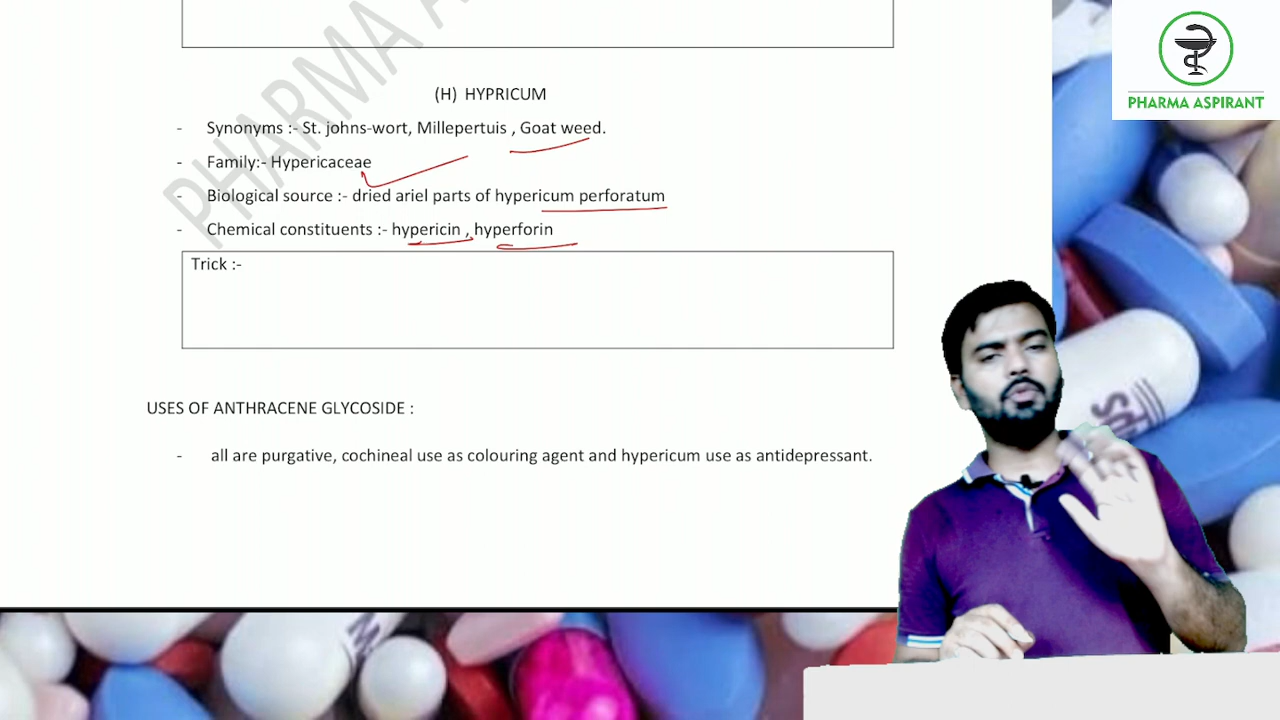 PHARMA A
PHARMA ASPIRANT
(H) HYPRICUM
- Synonyms :- St. johns-wort, Millepertuis , Goat weed.
- Family:- Hypericaceae
- Biological source :- dried ariel parts of hypericum perforatum
- Chemical constituents :- hypericin , hyperforin
Trick :-
USES OF ANTHRACENE GLYCOSIDE :
- all are purgative, cochineal use as colouring agent and hypericum use as antidepressant.